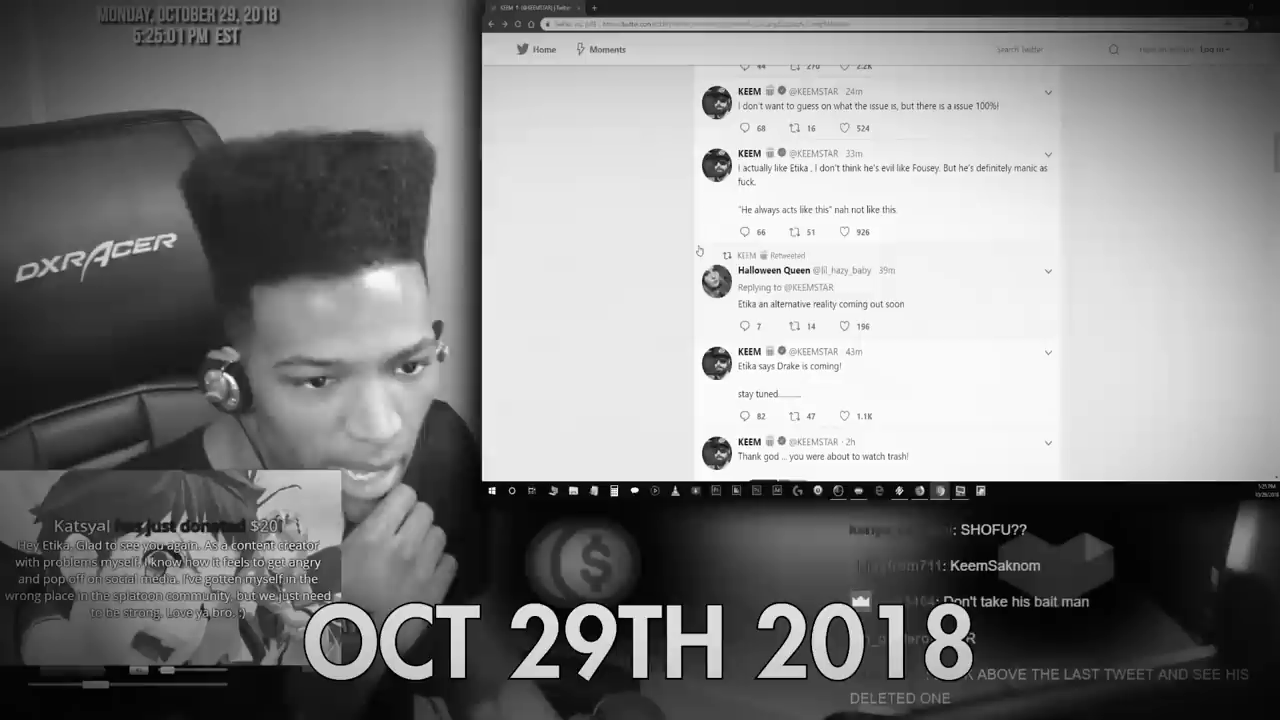 MONDAY, OCTOBER 29, 2018
5:25:01 PM EST
DXRACER
Home
Moments
Search Twitter
Log in
270
2.2K
KEEM @KEEMSTAR 24m
I don't want to guess on what the issue is, but there is a issue 100%!
68 16 524
KEEM @KEEMSTAR 33m
I actually like Etika . I don't think he's evil like Fousey. But he's definitely manic as
fuck.
"He always acts like this" nah not like this.
66 51 926
KEEM Retweeted
Halloween Queen @lil_hazy_baby 39m
Replying to @KEEMSTAR
Etika an alternative reality coming out soon
7 14 196
KEEM @KEEMSTAR 43m
Etika says Drake is coming!
stay tuned..........
82 47 1.1K
KEEM @KEEMSTAR · 2h
Thank god ... you were about to watch trash!
5:25 PM
Katsyal has just donated $20!
Hey Etika. Glad to see you again. As a content creator
with problems myself, I know how it feels to get angry
and pop off on social media. I've gotten myself in the
wrong place in the splatoon community, but we just need
to be strong. Love ya bro. :)
: SHOFU??
: KeemSaknom
: Don't take his bait man
ABOVE THE LAST TWEET AND SEE HIS
DELETED ONE
OCT 29TH 2018